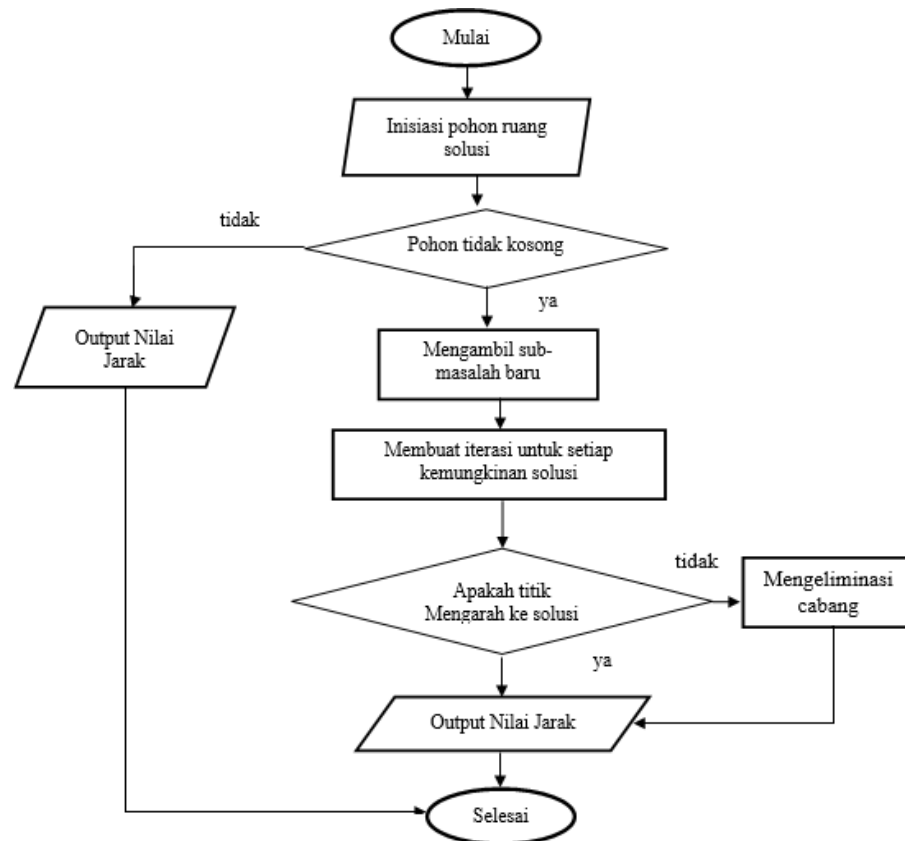 Mulai
Inisiasi pohon ruang
solusi
tidak
Pohon tidak kosong
ya
Output Nilai
Jarak
Mengambil sub-
masalah baru
Membuat iterasi untuk setiap
kemungkinan solusi
tidak
Apakah titik
Mengarah ke solusi
Mengeliminasi
cabang
ya
Output Nilai Jarak
Selesai